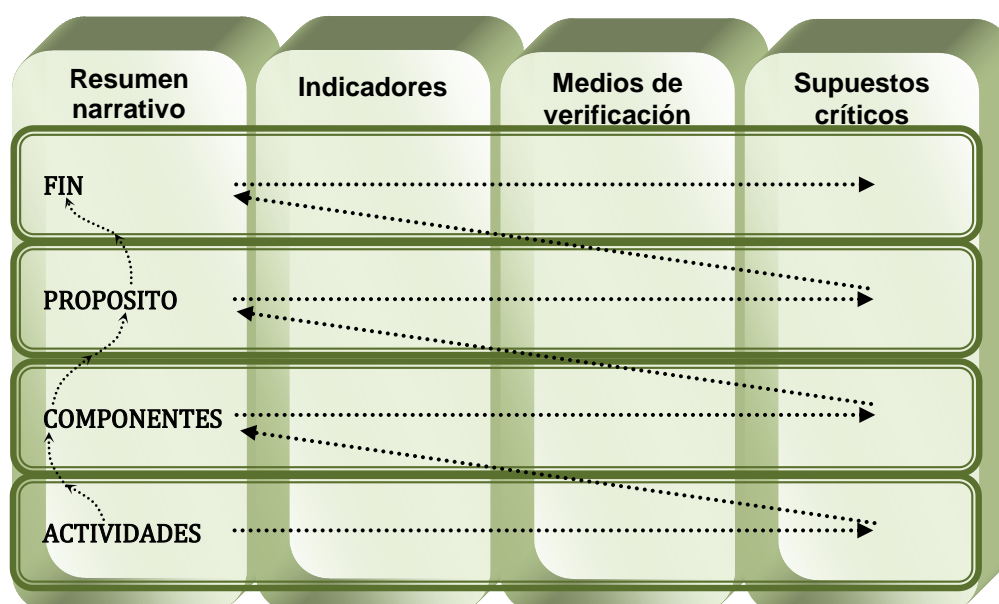 Resumen
narrativo
Indicadores
Medios de
verificación
Supuestos
críticos
FIN
PROPOSITO
COMPONENTES
ACTIVIDADES